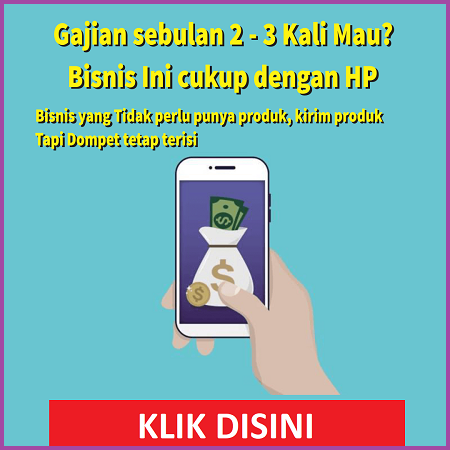 Gajian sebulan 2 - 3 Kali Mau?
Bisnis Ini cukup dengan HP
Bisnis yang Tidak perlu punya produk, kirim produk
Tapi Dompet tetap terisi
$
$
KLIK DISINI